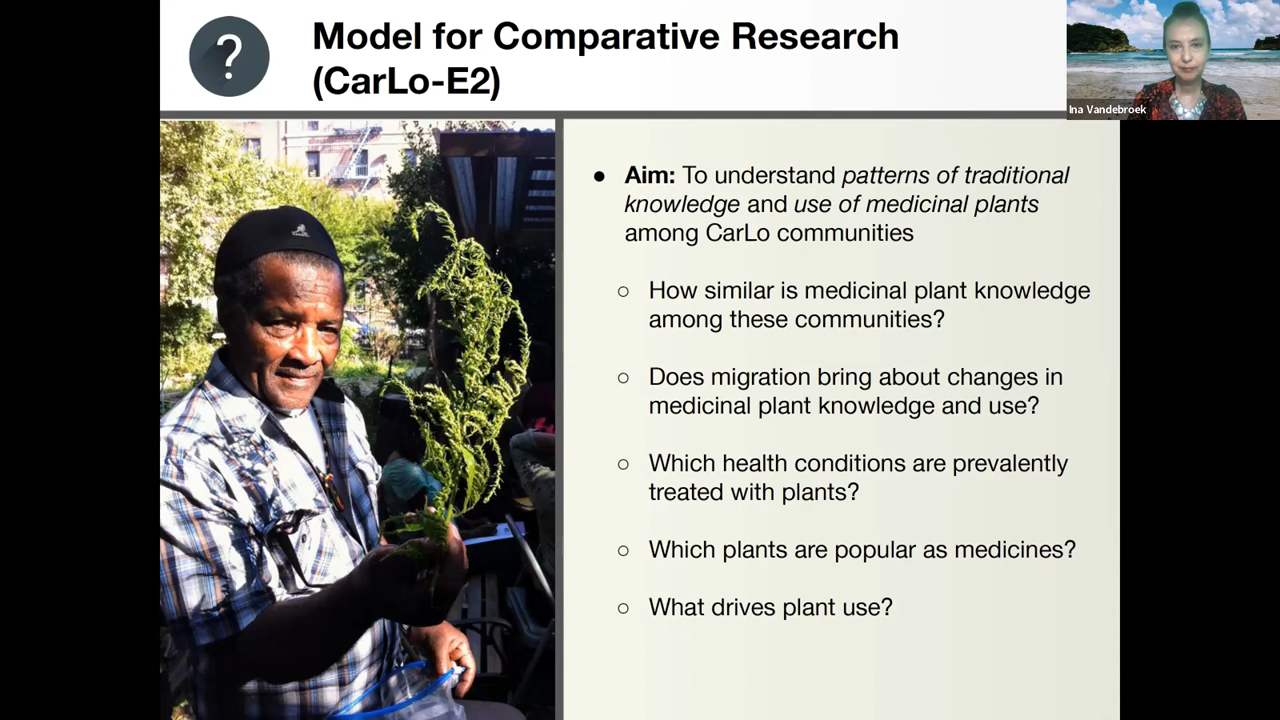 ?
Model for Comparative Research
(CarLo-E2)
Ina Vandebroek
● Aim: To understand patterns of traditional
knowledge and use of medicinal plants
among CarLo communities
○ How similar is medicinal plant knowledge
among these communities?
○ Does migration bring about changes in
medicinal plant knowledge and use?
○ Which health conditions are prevalently
treated with plants?
○ Which plants are popular as medicines?
○ What drives plant use?